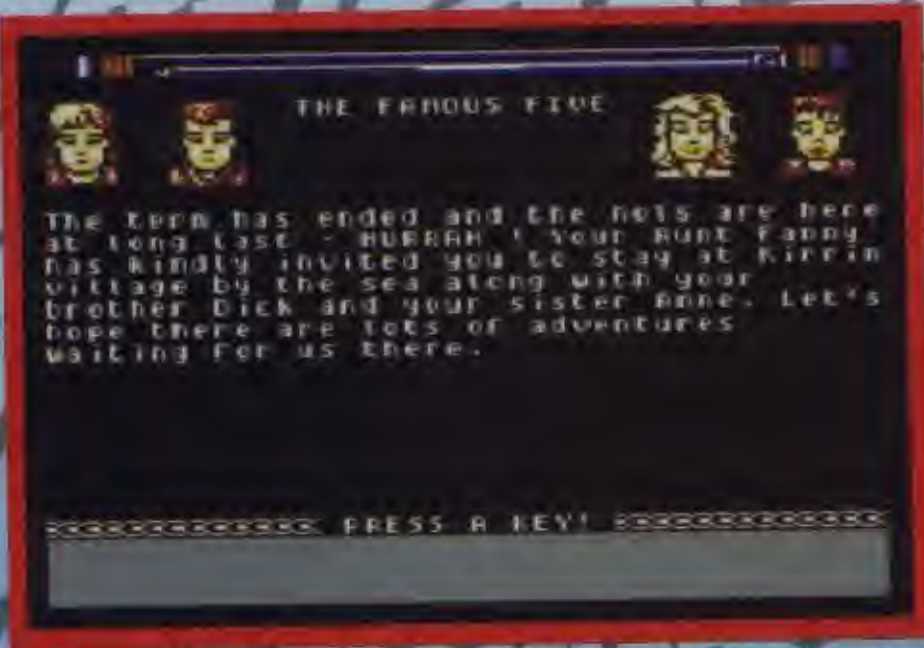 THE FAMOUS FIVE
The term has ended and the hols are here
at long last - HURRAH ! Your Aunt Fanny
has kindly invited you to stay at Kirrin
village by the sea along with your
brother Dick and your sister Anne. Let's
hope there are lots of adventures
waiting for us there.
PRESS A KEY!